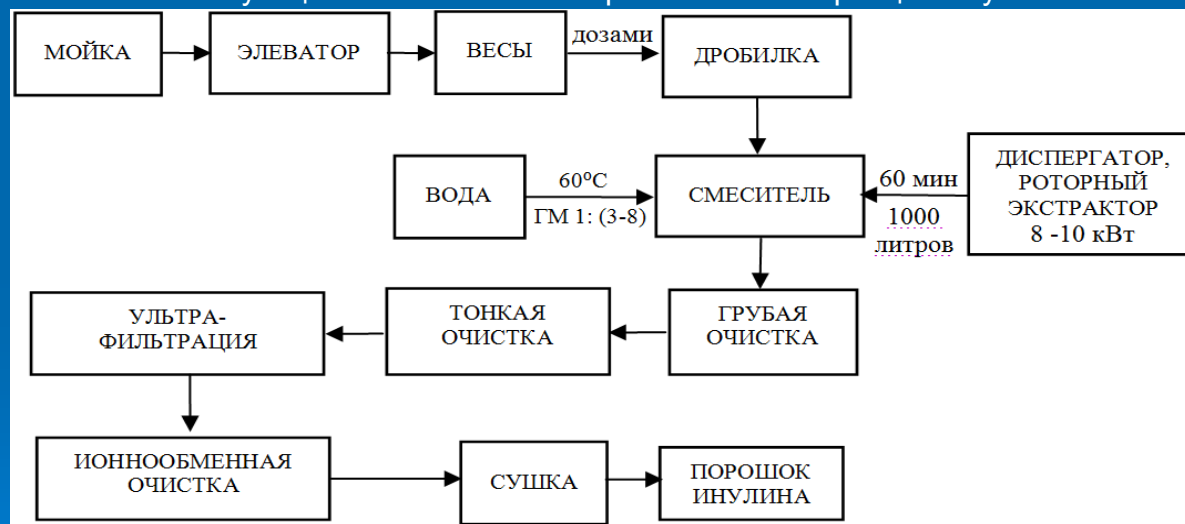 МОЙКА
ЭЛЕВАТОР
ВЕСЫ
дозами
ДРОБИЛКА
ВОДА
60°C
ГМ 1: (3-8)
СМЕСИТЕЛЬ
60 мин
1000
литров
ДИСПЕРГАТОР,
РОТОРНЫЙ
ЭКСТРАКТОР
8 -10 кВт
УЛЬТРА-
ФИЛЬТРАЦИЯ
ТОНКАЯ
ОЧИСТКА
ГРУБАЯ
ОЧИСТКА
ИОННООБМЕННАЯ
ОЧИСТКА
СУШКА
ПОРОШОК
ИНУЛИНА